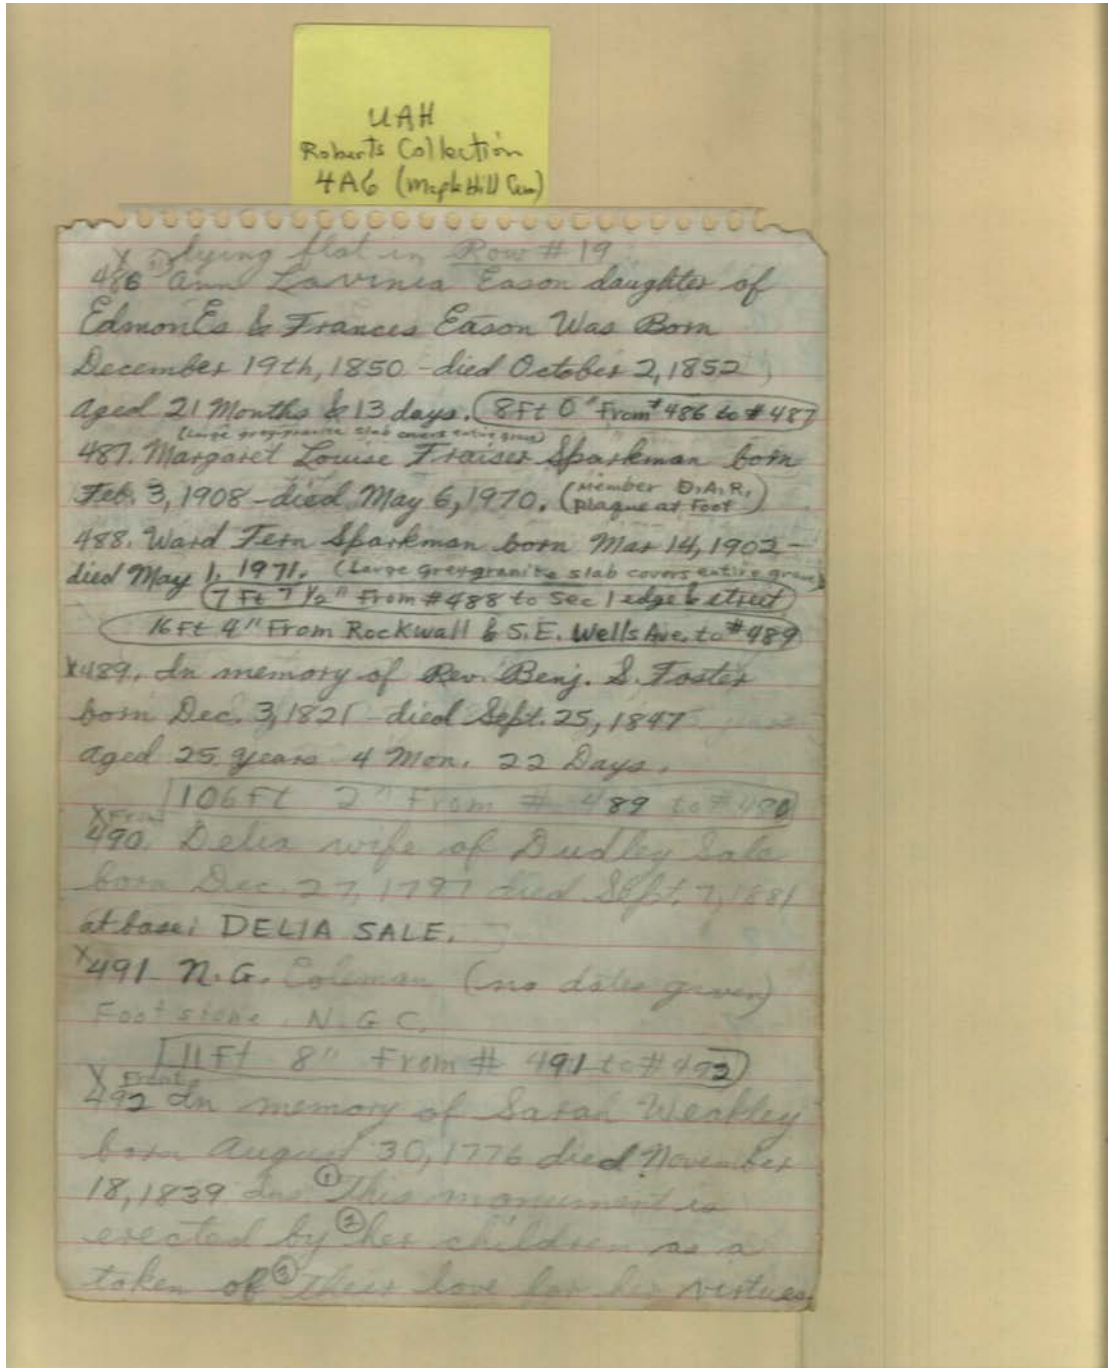 UAH
Roberts Collection
4A6 (Maple Hill Cem)
X lying flat in Row # 19
486 Ann Lavinia Eason daughter of
Edmon Es & Frances Eason Was Born
December 19th, 1850 - died October 2, 1852,
aged 21 Months & 13 days. (8 Ft 0" From #486 to #487
(Large grey granite slab covers entire grave)
487. Margaret Louise Fraiser Sparkman born
Feb. 3, 1908 - died May 6, 1970. (Member D.A.R. plaque at Foot)
488. Ward Fern Sparkman born Mar 14, 1902 -
died May 1, 1971. (Large Grey granite slab covers entire grave)
(7 Ft 7 1/2" From #488 to Sec 1 edge & street)
16 Ft 4" From Rockwall & S.E. Wells Ave. to #489
X489. In memory of Rev. Benj. S. Foster
born Dec. 3, 1821 - died Sept. 25, 1847
aged 25 years 4 Mon. 22 Days.
106 Ft 2" From # 489 to # 490
X Front
490. Delia wife of Dudley Sale
born Dec. 27, 1797 died Sept. 7, 1881
at base: DELIA SALE.
X491 N. G. Coleman (no dates given)
Foot stone N. G. C.
11 Ft 8" From # 491 to # 492
X Front
492 In memory of Sarah Weakley
born August 30, 1776 died November
18, 1839 ① This monument is
erected by ② her children as a
token of ③ Their love for her virtues,